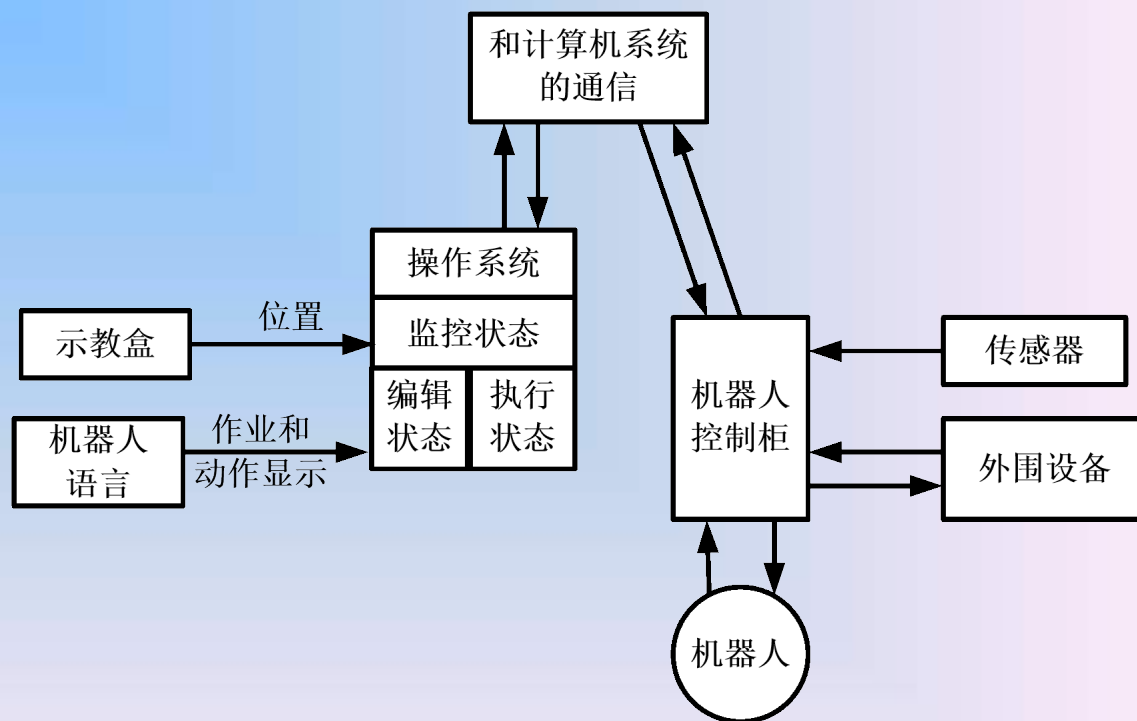 和计算机系统
的通信
操作系统
位置
示教盒
监控状态
编辑
状态
执行
状态
机器人
语言
作业和
动作显示
机器人
控制柜
传感器
外围设备
机器人